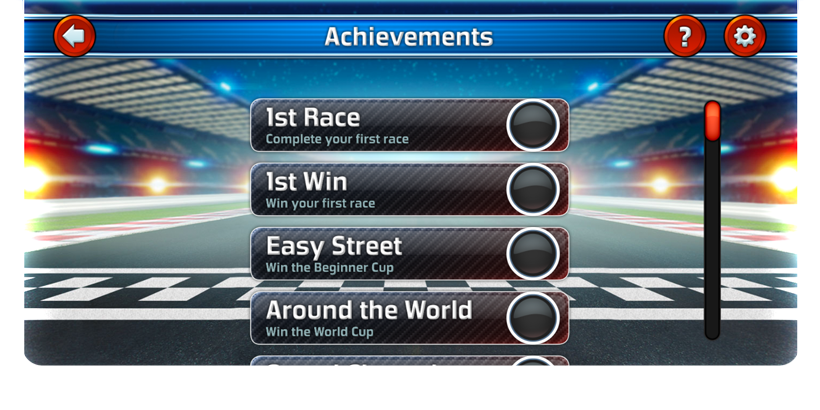 Achievements
?
1st Race
Complete your first race
1st Win
Win your first race
Easy Street
Win the Beginner Cup
Around the World
Win the World Cup